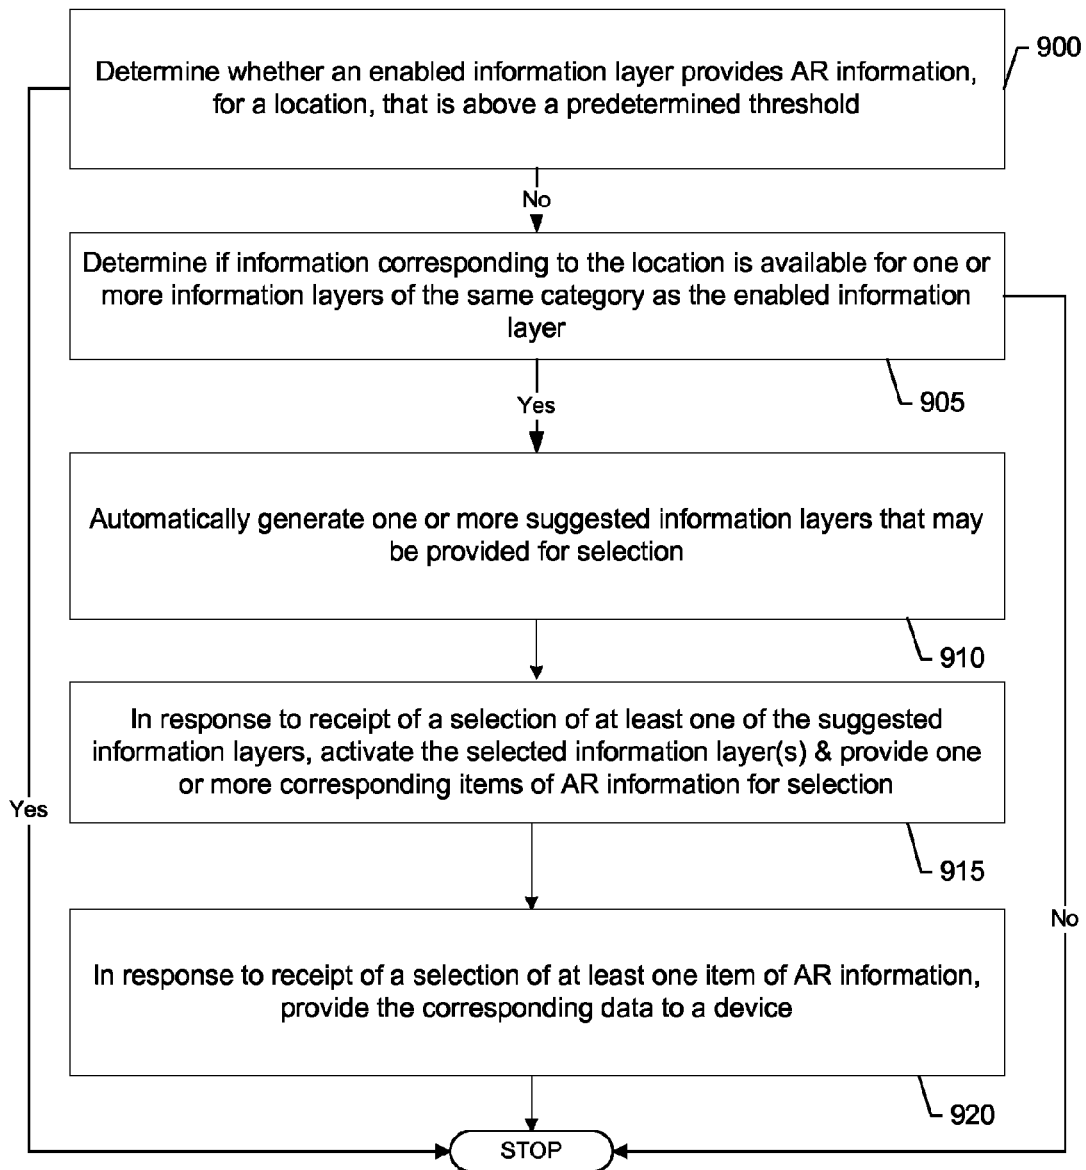 Determine whether an enabled information layer provides AR information,
for a location, that is above a predetermined threshold
900
No
Determine if information corresponding to the location is available for one or
more information layers of the same category as the enabled information
layer
905
Yes
Automatically generate one or more suggested information layers that may
be provided for selection
910
In response to receipt of a selection of at least one of the suggested
information layers, activate the selected information layer(s) & provide one
or more corresponding items of AR information for selection
915
Yes
No
In response to receipt of a selection of at least one item of AR information,
provide the corresponding data to a device
920
STOP